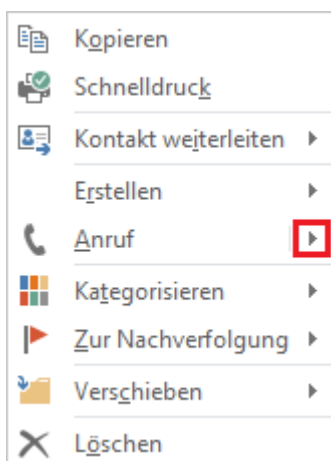 Kopieren
Schnelldruck
Kontakt weiterleiten
Erstellen
Anruf
Kategorisieren
Zur Nachverfolgung
Verschieben
Löschen